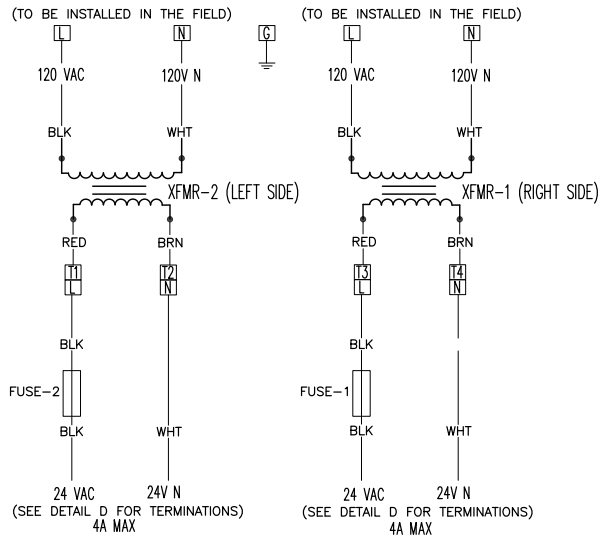 (TO BE INSTALLED IN THE FIELD)
(TO BE INSTALLED IN THE FIELD)
L
N
G
L
N
120 VAC
120V N
120 VAC
120V N
BLK
WHT
BLK
WHT
XFMR-2 (LEFT SIDE)
XFMR-1 (RIGHT SIDE)
RED
BRN
RED
BRN
T1
T2
T3
T4
L
N
L
N
BLK
BLK
FUSE-2
FUSE-1
BLK
WHT
BLK
WHT
24 VAC
24V N
24 VAC
24V N
(SEE DETAIL D FOR TERMINATIONS)
(SEE DETAIL D FOR TERMINATIONS)
4A MAX
4A MAX